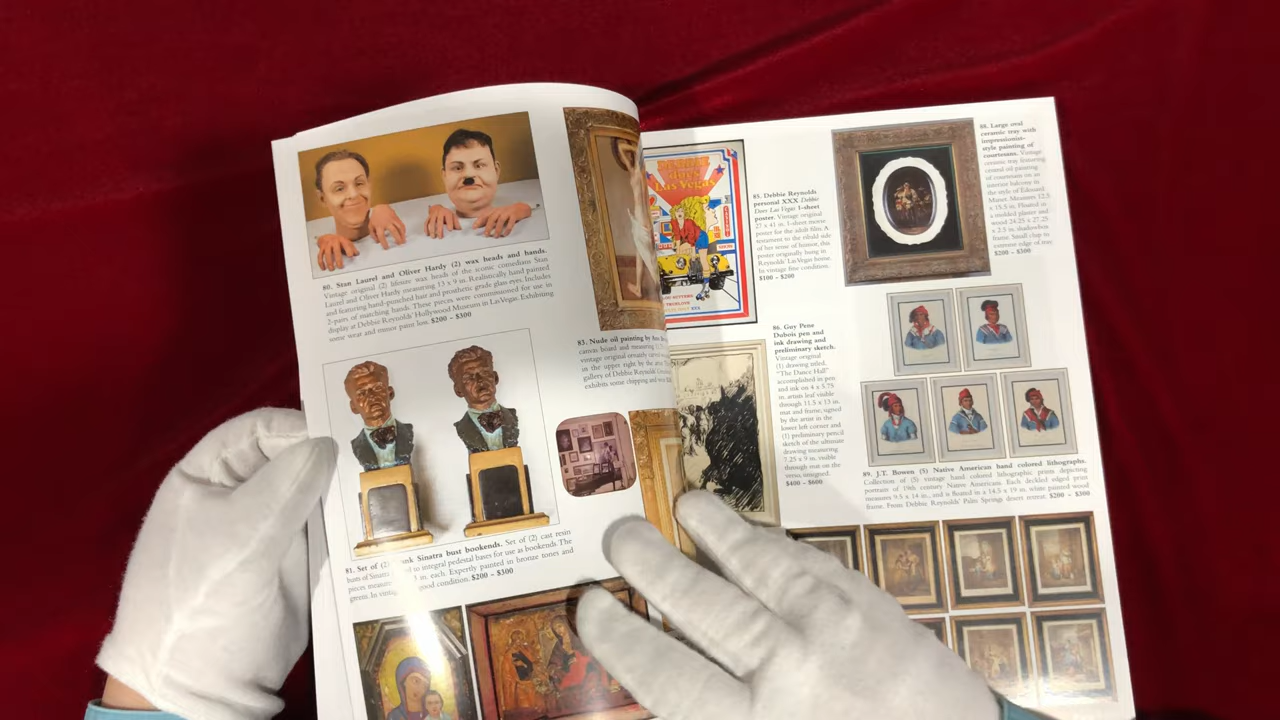 80. Stan Laurel and Oliver Hardy (2) wax heads and hands.
Vintage original (2) lifesize wax heads of the iconic comedians Stan
Laurel and Oliver Hardy measuring 13 x 9 in. Realistically hand painted
and featuring hand-punched hair and prosthetic grade glass eyes. Includes
2-pairs of matching hands. These pieces were commissioned for use in
display at Debbie Reynolds' Hollywood Museum in Las Vegas. Exhibiting
some wear and minor paint loss. $200 – $300
81. Set of (2) Sinatra bust bookends. Set of (2) cast resin
busts of Sinatra to integral pedestal bases for use as bookends. The
pieces measure in. each. Expertly painted in bronze tones and
greens. In good condition. $200 – $300
83. Nude oil painting by
canvas board and measuring
vintage original ornately carved
in the upper right by the
gallery of Debbie Reynolds'
exhibits some chipping and
Las Vegas
85. Debbie Reynolds
personal XXX Debbie
Does Las Vegas 1-sheet
poster. Vintage original
27 x 41 in. 1-sheet movie
poster for the adult film. A
testament to the ribald side
of her sense of humor, this
poster originally hung in
Reynolds' Las Vegas home.
In vintage fine condition.
$100 – $200
86. Guy Pene
Dubois pen and
ink drawing and
preliminary sketch.
Vintage original
(1) drawing titled,
"The Dance Hall"
accomplished in pen
and ink on 4 x 5.75
in. artists leaf visible
through 11.5 x 13 in.
mat and frame, signed
by the artist in the
lower left corner and
(1) preliminary pencil
sketch of the ultimate
drawing measuring
7.25 x 9 in. visible
through mat on the
verso, unsigned.
$400 – $600
88. Large oval
ceramic tray with
impressionist-
style painting of
courtesans. Vintage
ceramic tray featuring
central oil painting
of courtesans on an
interior balcony in
the style of Édouard
Manet. Measures 12.5
x 15.5 in. Floated in
a molded plaster and
wood 24.25 x 27.25
x 2.5 in. shadowbox
frame. Small chip to
extreme edge of tray.
$200 – $300
89. J.T. Bowen (5) Native American hand colored lithographs.
Collection of (5) vintage hand colored lithographic prints depicting
portraits of 19th century Native Americans. Each deckled edged print
measures 9.5 x 14 in., and is floated in a 14.5 x 19 in. white painted wood
frame. From Debbie Reynolds' Palm Springs desert retreat. $200 – $300